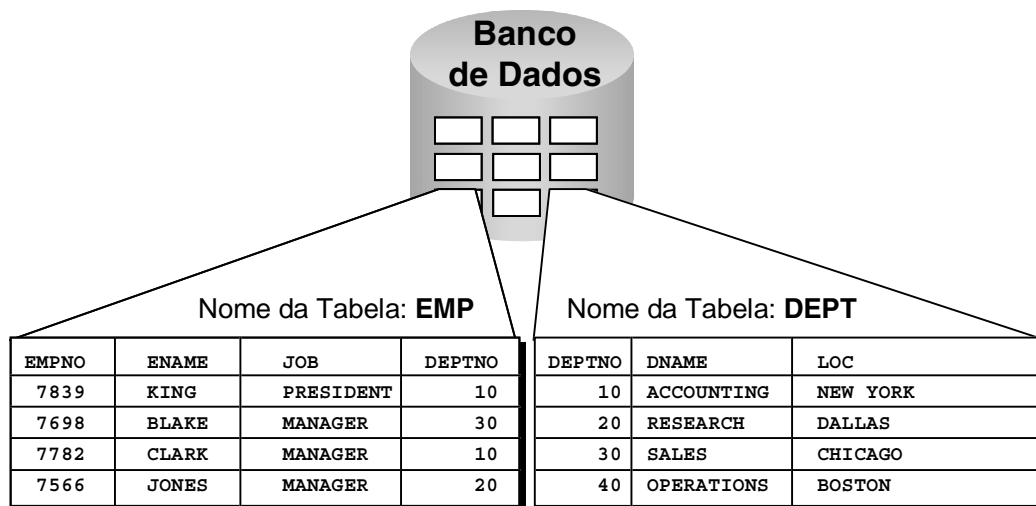 Banco
de Dados
Nome da Tabela: EMP
EMPNO ENAME JOB DEPTNO
7839 KING PRESIDENT 10
7698 BLAKE MANAGER 30
7782 CLARK MANAGER 10
7566 JONES MANAGER 20
Nome da Tabela: DEPT
DEPTNO DNAME LOC
10 ACCOUNTING NEW YORK
20 RESEARCH DALLAS
30 SALES CHICAGO
40 OPERATIONS BOSTON